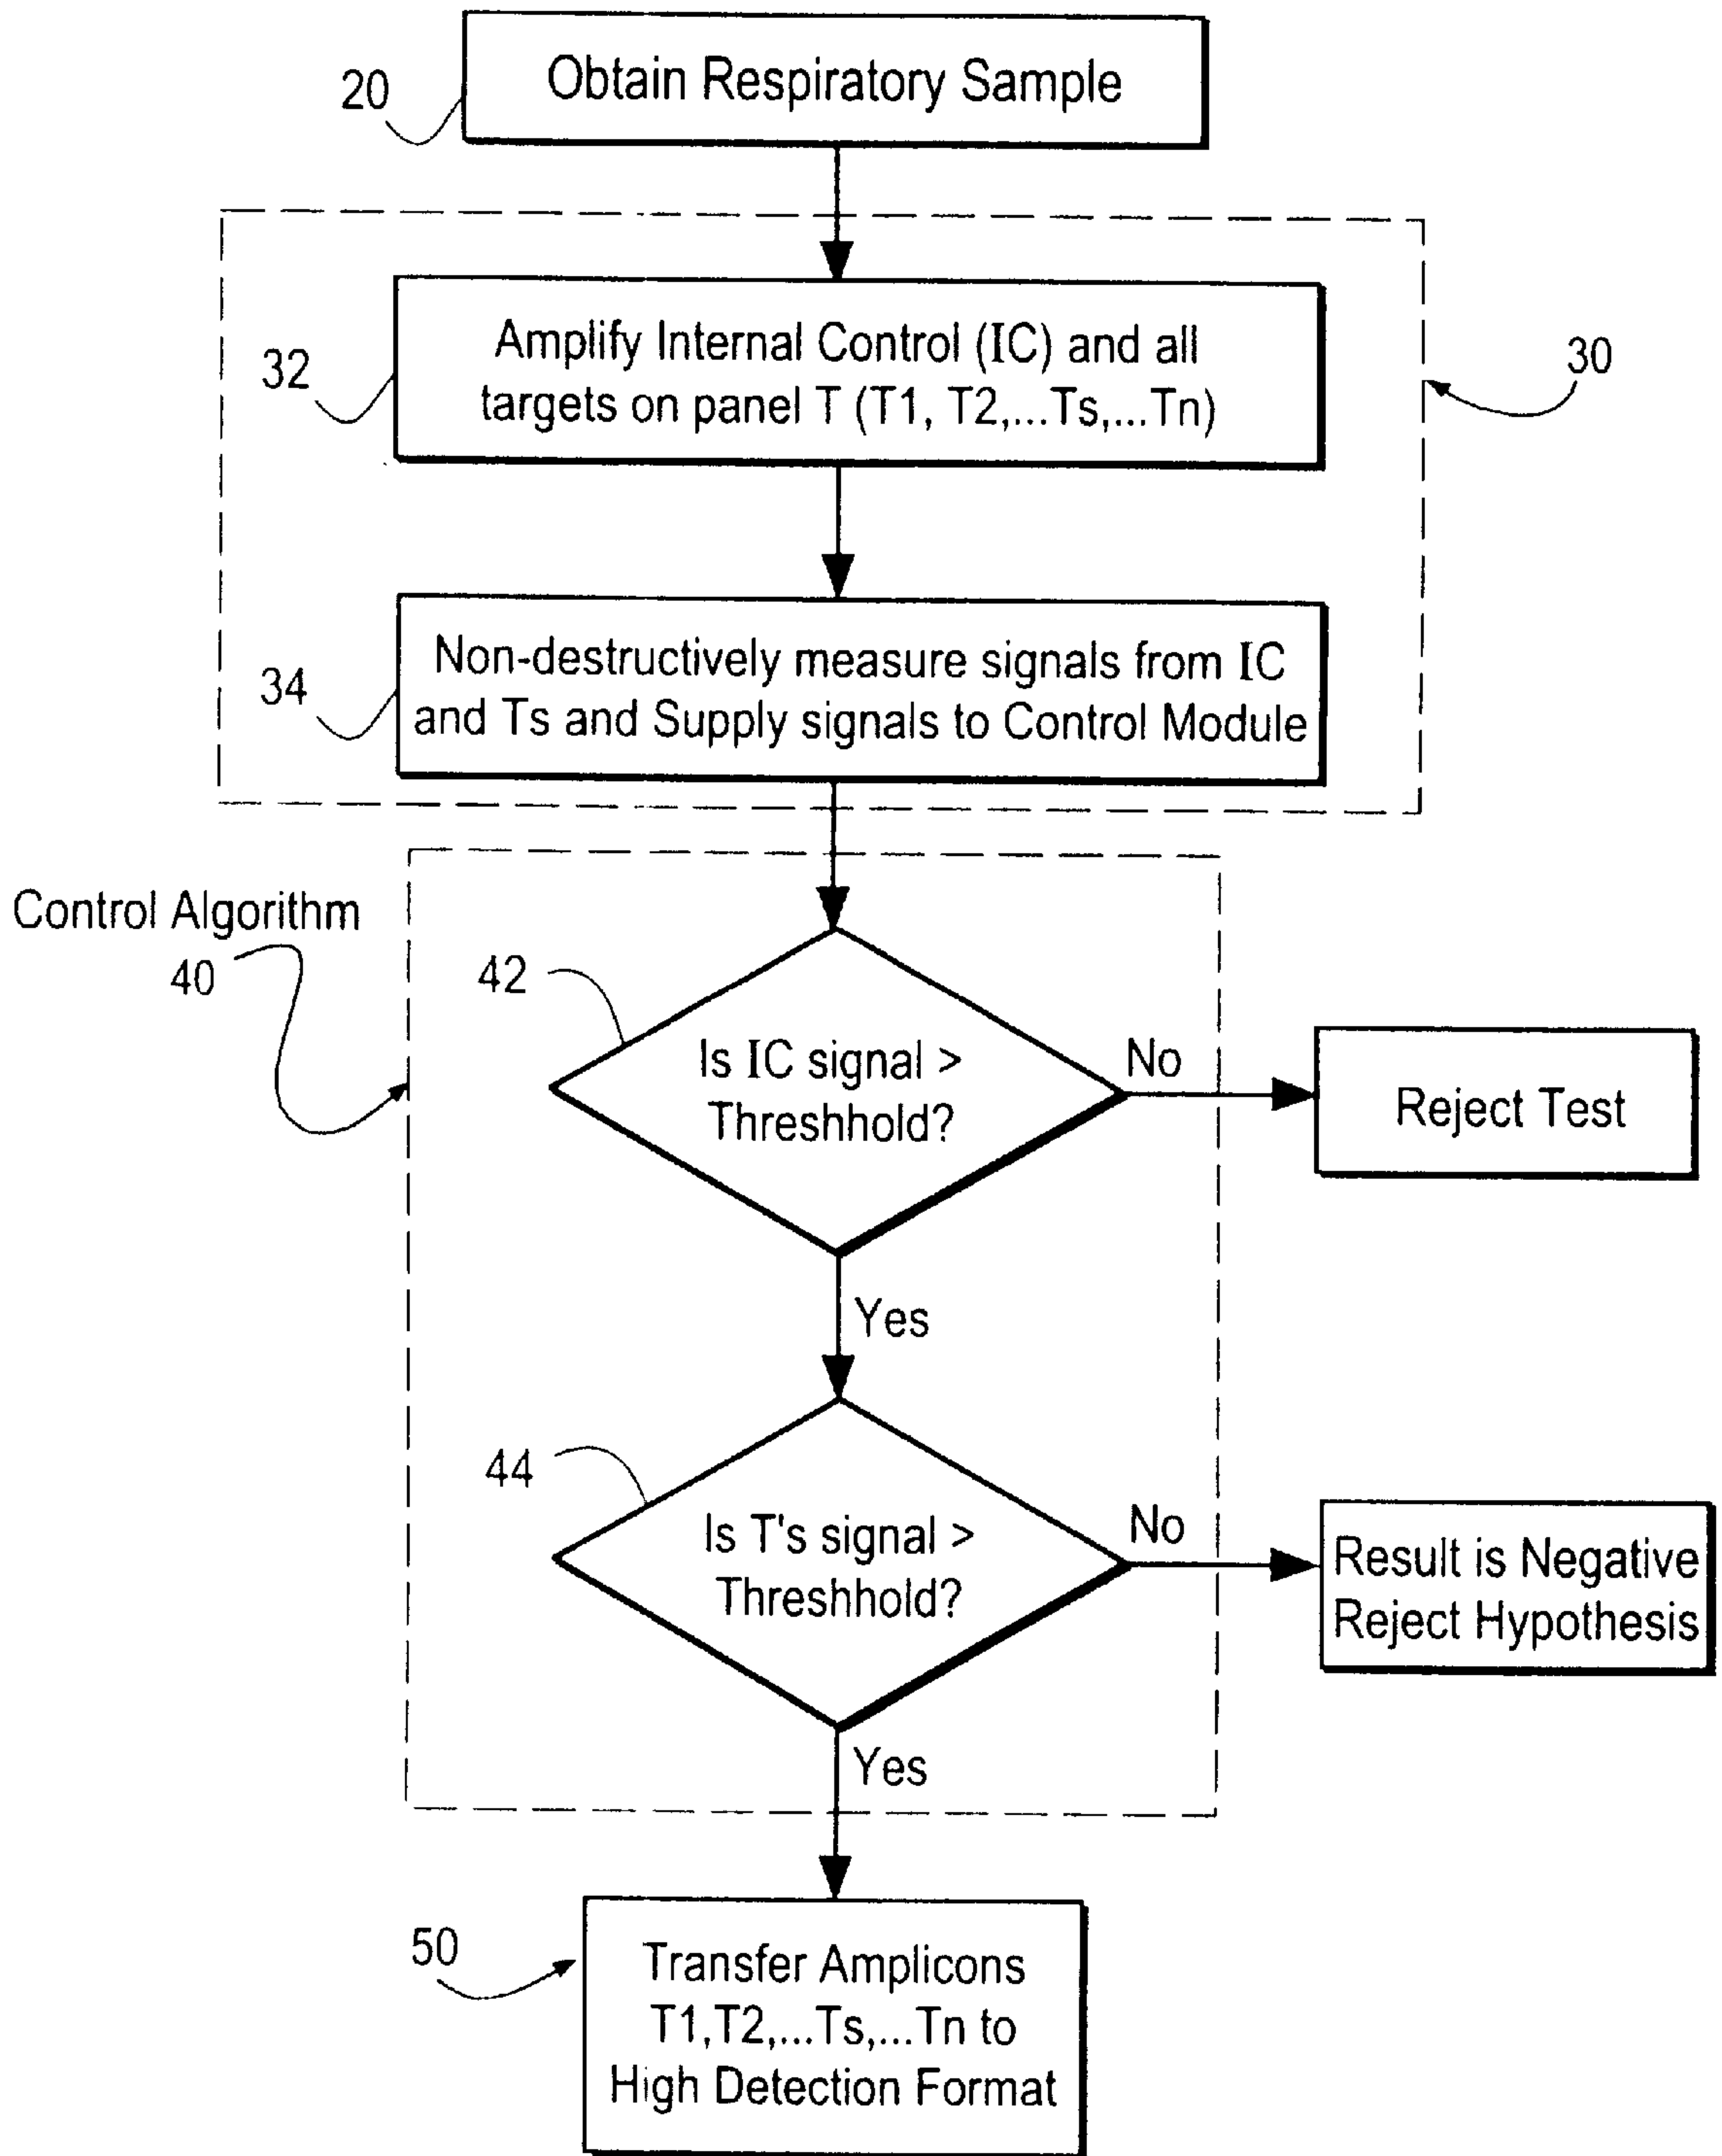 20
Obtain Respiratory Sample
32
Amplify Internal Control (IC) and all
targets on panel T (T1, T2,...Ts,...Tn)
30
34
Non-destructively measure signals from IC
and Ts and Supply signals to Control Module
Control Algorithm
40
42
Is IC signal >
Threshhold?
No
Reject Test
Yes
44
Is T's signal >
Threshhold?
No
Result is Negative
Reject Hypothesis
Yes
50
Transfer Amplicons
T1,T2,...Ts,...Tn to
High Detection Format